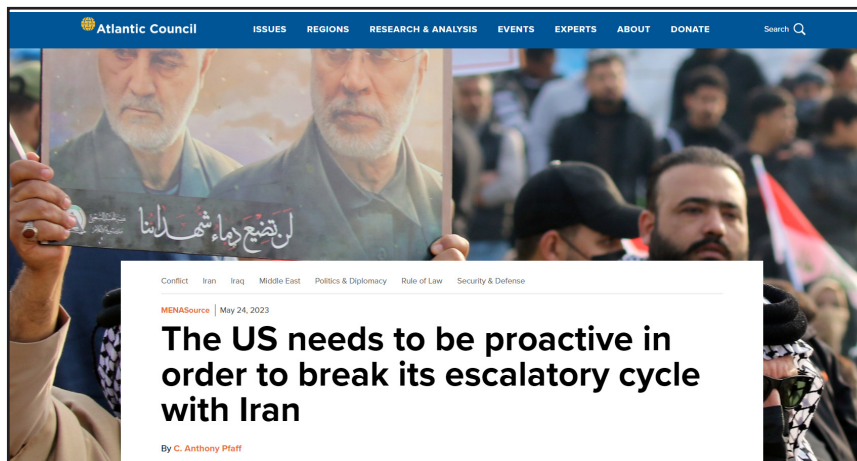 Atlantic Council
ISSUES REGIONS RESEARCH & ANALYSIS EVENTS EXPERTS ABOUT DONATE Search
لن تضيع دماء شهدائنا
Conflict Iran Iraq Middle East Politics & Diplomacy Rule of Law Security & Defense
MENASource | May 24, 2023
The US needs to be proactive in
order to break its escalatory cycle
with Iran
By C. Anthony Pfaff